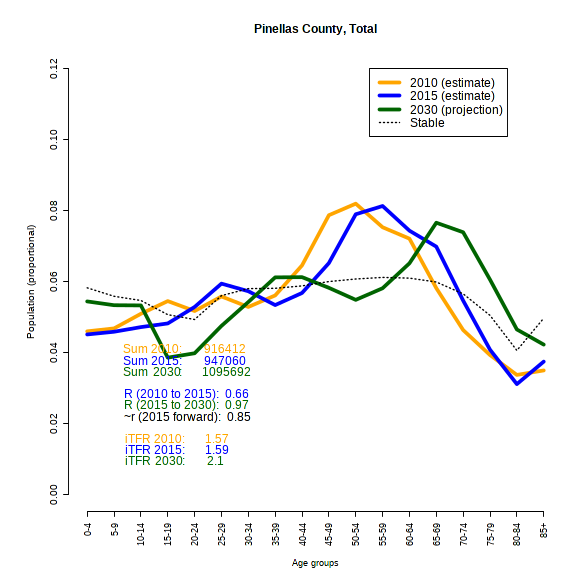 Pinellas County, Total
2010 (estimate)
2015 (estimate)
2030 (projection)
Stable
Population (proportional)
0.12
0.10
0.08
0.06
0.04
0.02
0.00
Sum 2010: 916412
Sum 2015: 947060
Sum 2030: 1095692
R (2010 to 2015): 0.66
R (2015 to 2030): 0.97
~r (2015 forward): 0.85
iTFR 2010: 1.57
iTFR 2015: 1.59
iTFR 2030: 2.1
0-4 5-9 10-14 15-19 20-24 25-29 30-34 35-39 40-44 45-49 50-54 55-59 60-64 65-69 70-74 75-79 80-84 85+
Age groups